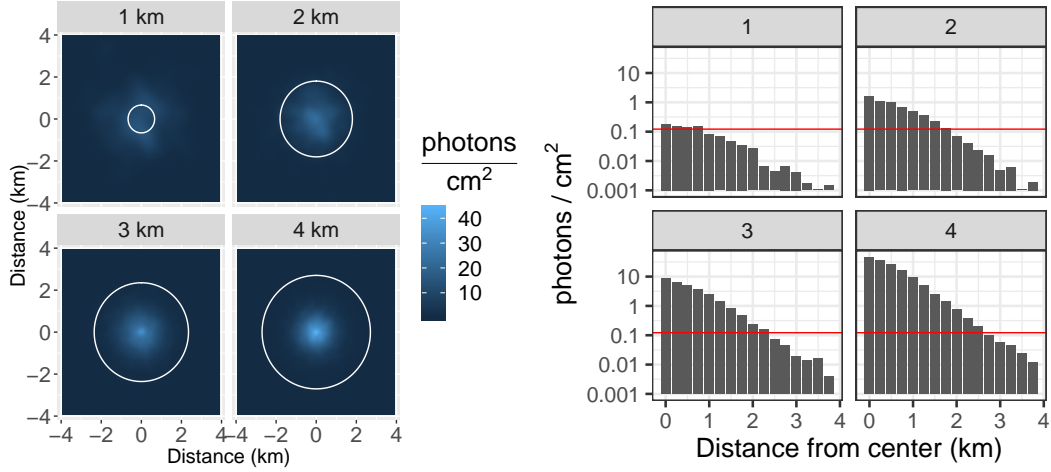 1 km
2 km
4
2
0
−2
−4
3 km
4 km
4
2
0
−2
−4
−4 −2 0 2 4
−4 −2 0 2 4
Distance (km)
Distance (km)
photons
cm2
40
30
20
10
1
2
10
1
0.1
0.01
0.001
3
4
10
1
0.1
0.01
0.001
0 1 2 3 4
0 1 2 3 4
photons / cm2
Distance from center (km)